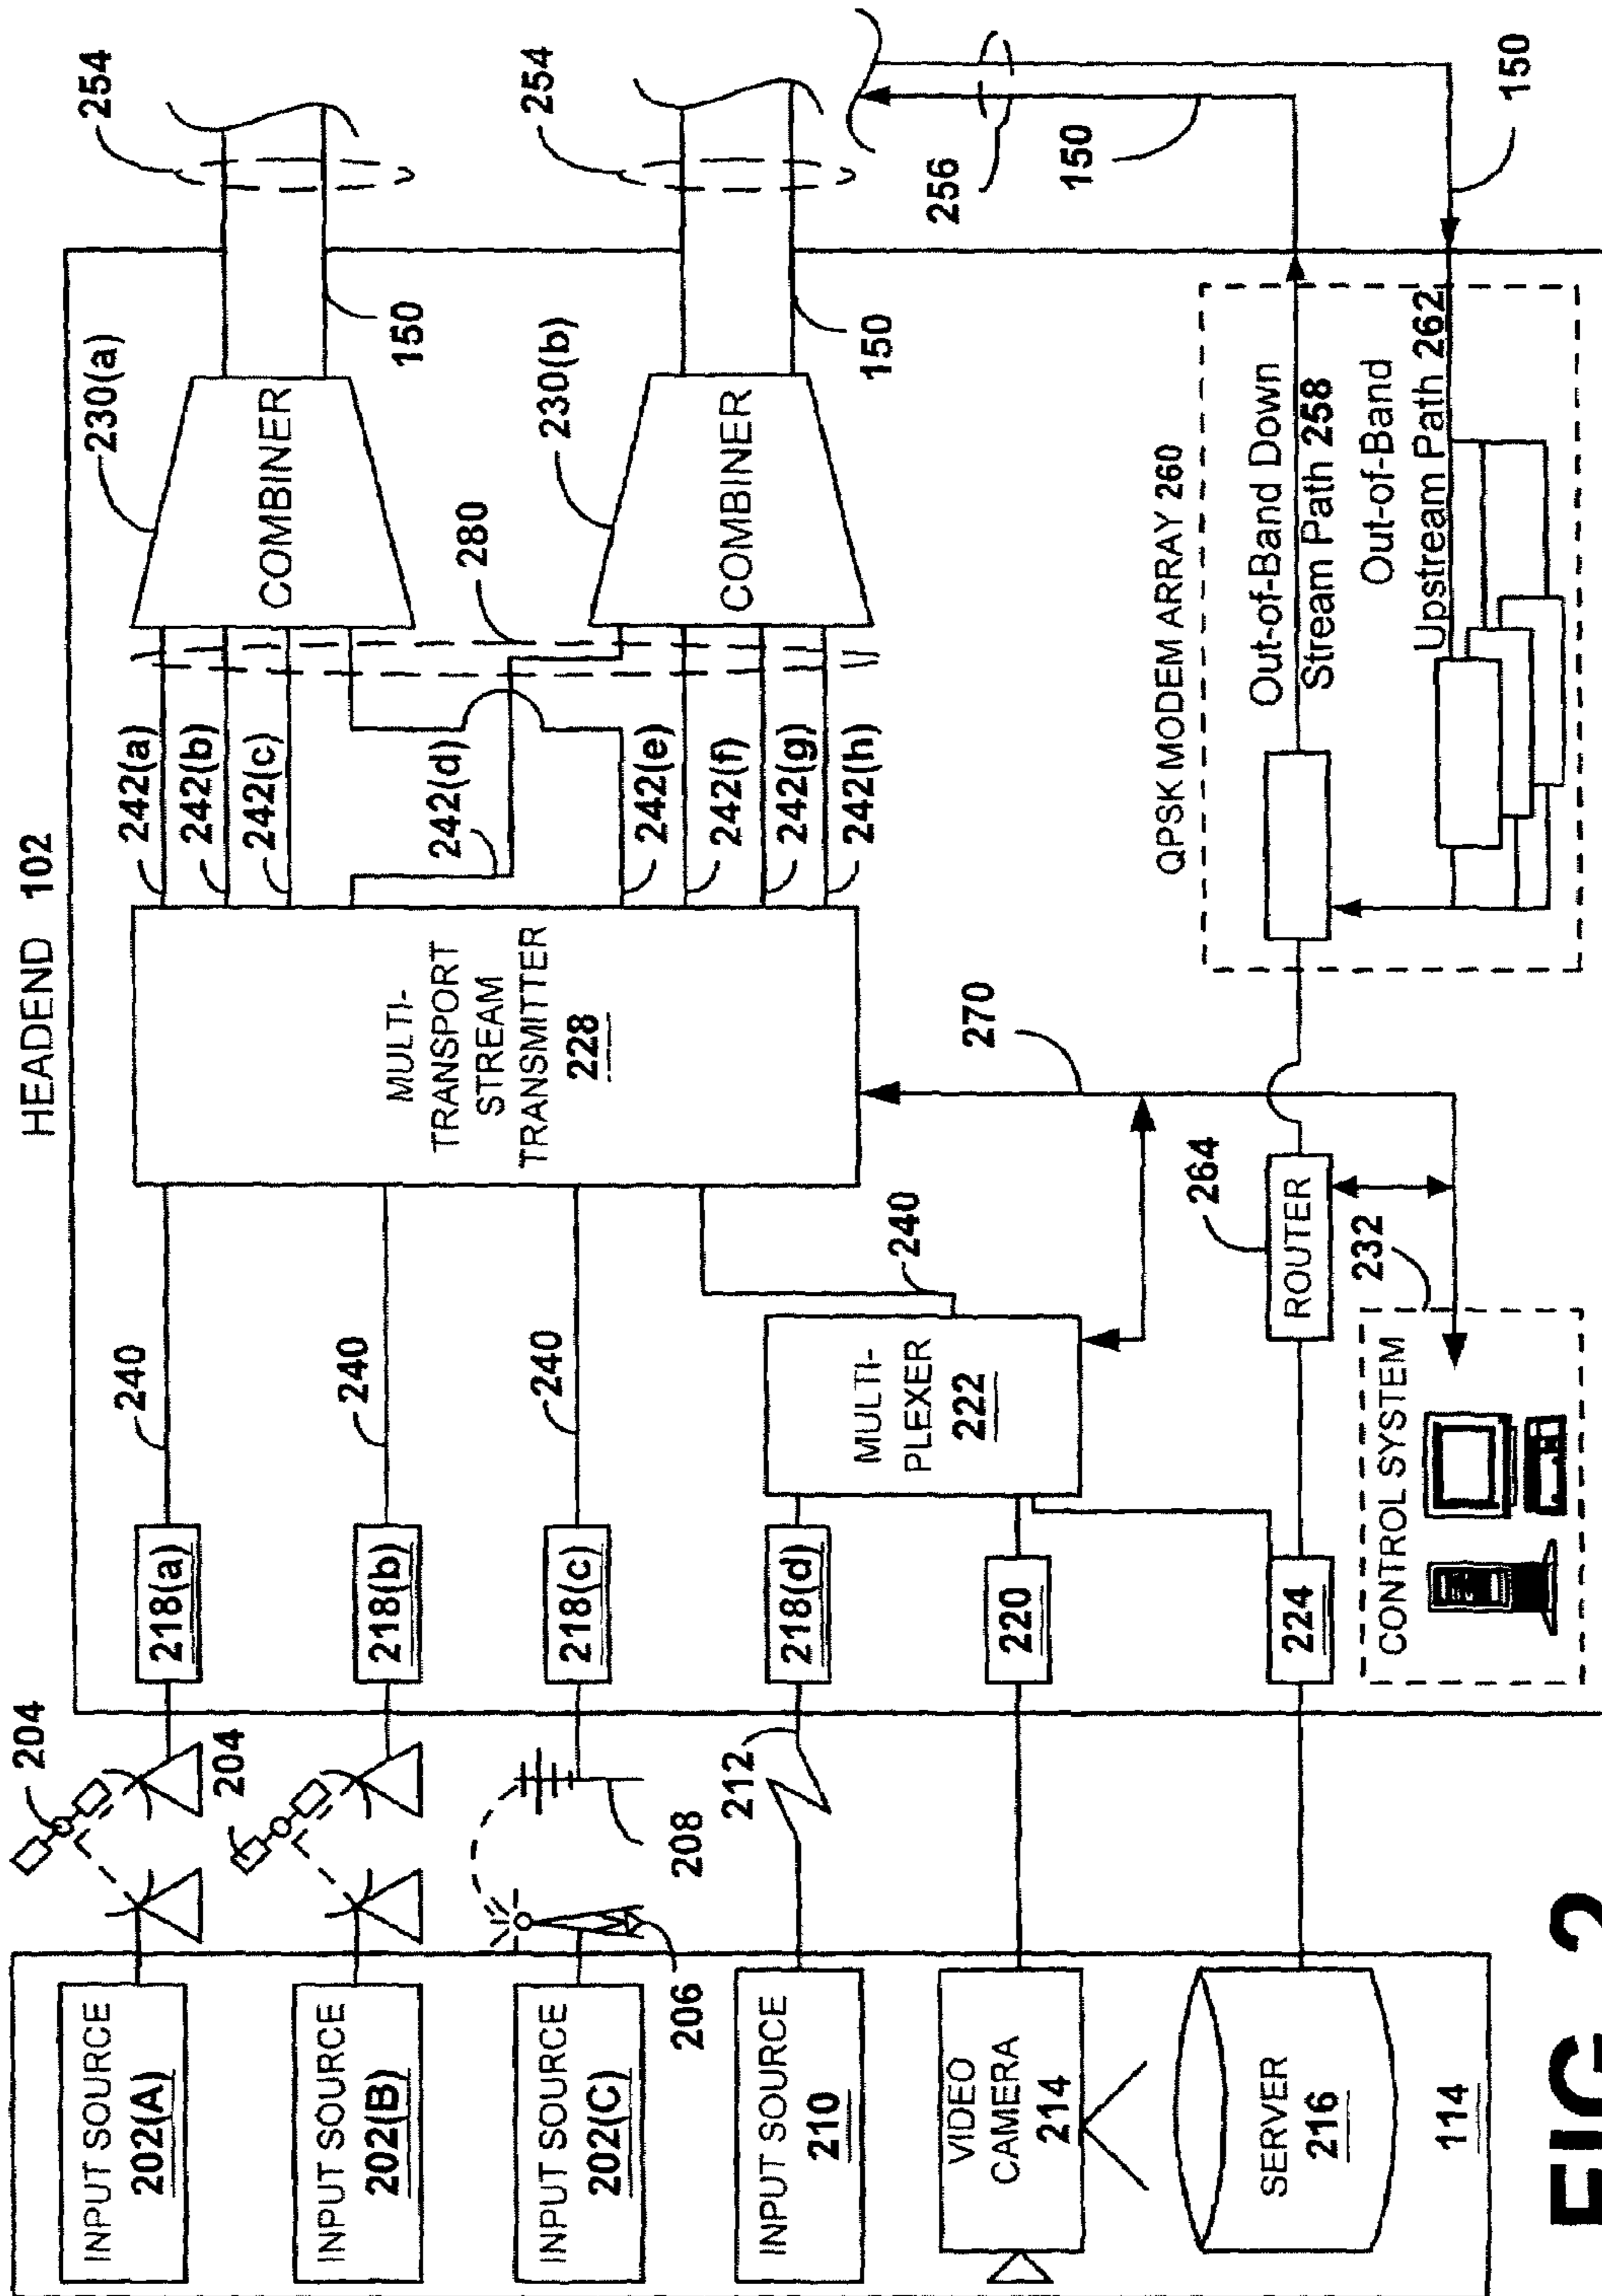 HEADEND 102
204
204
INPUT SOURCE
202(A)
218(a)
240
242(a)
230(a)
COMBINER
150
254
INPUT SOURCE
202(B)
218(b)
240
242(b)
242(c)
MULTI-
TRANSPORT
STREAM
TRANSMITTER
228
INPUT SOURCE
202(C)
206
208
218(c)
240
242(d)
280
242(e)
242(f)
242(g)
242(h)
230(b)
COMBINER
150
254
INPUT SOURCE
210
212
218(d)
MULTI-
PLEXER
222
240
270
256
150
VIDEO
CAMERA
214
220
264
QPSK MODEM ARRAY 260
SERVER
216
224
ROUTER
Out-of-Band Down
Stream Path 258
Out-of-Band
Upstream Path 262
232
CONTROL SYSTEM
150
114
FIG 2